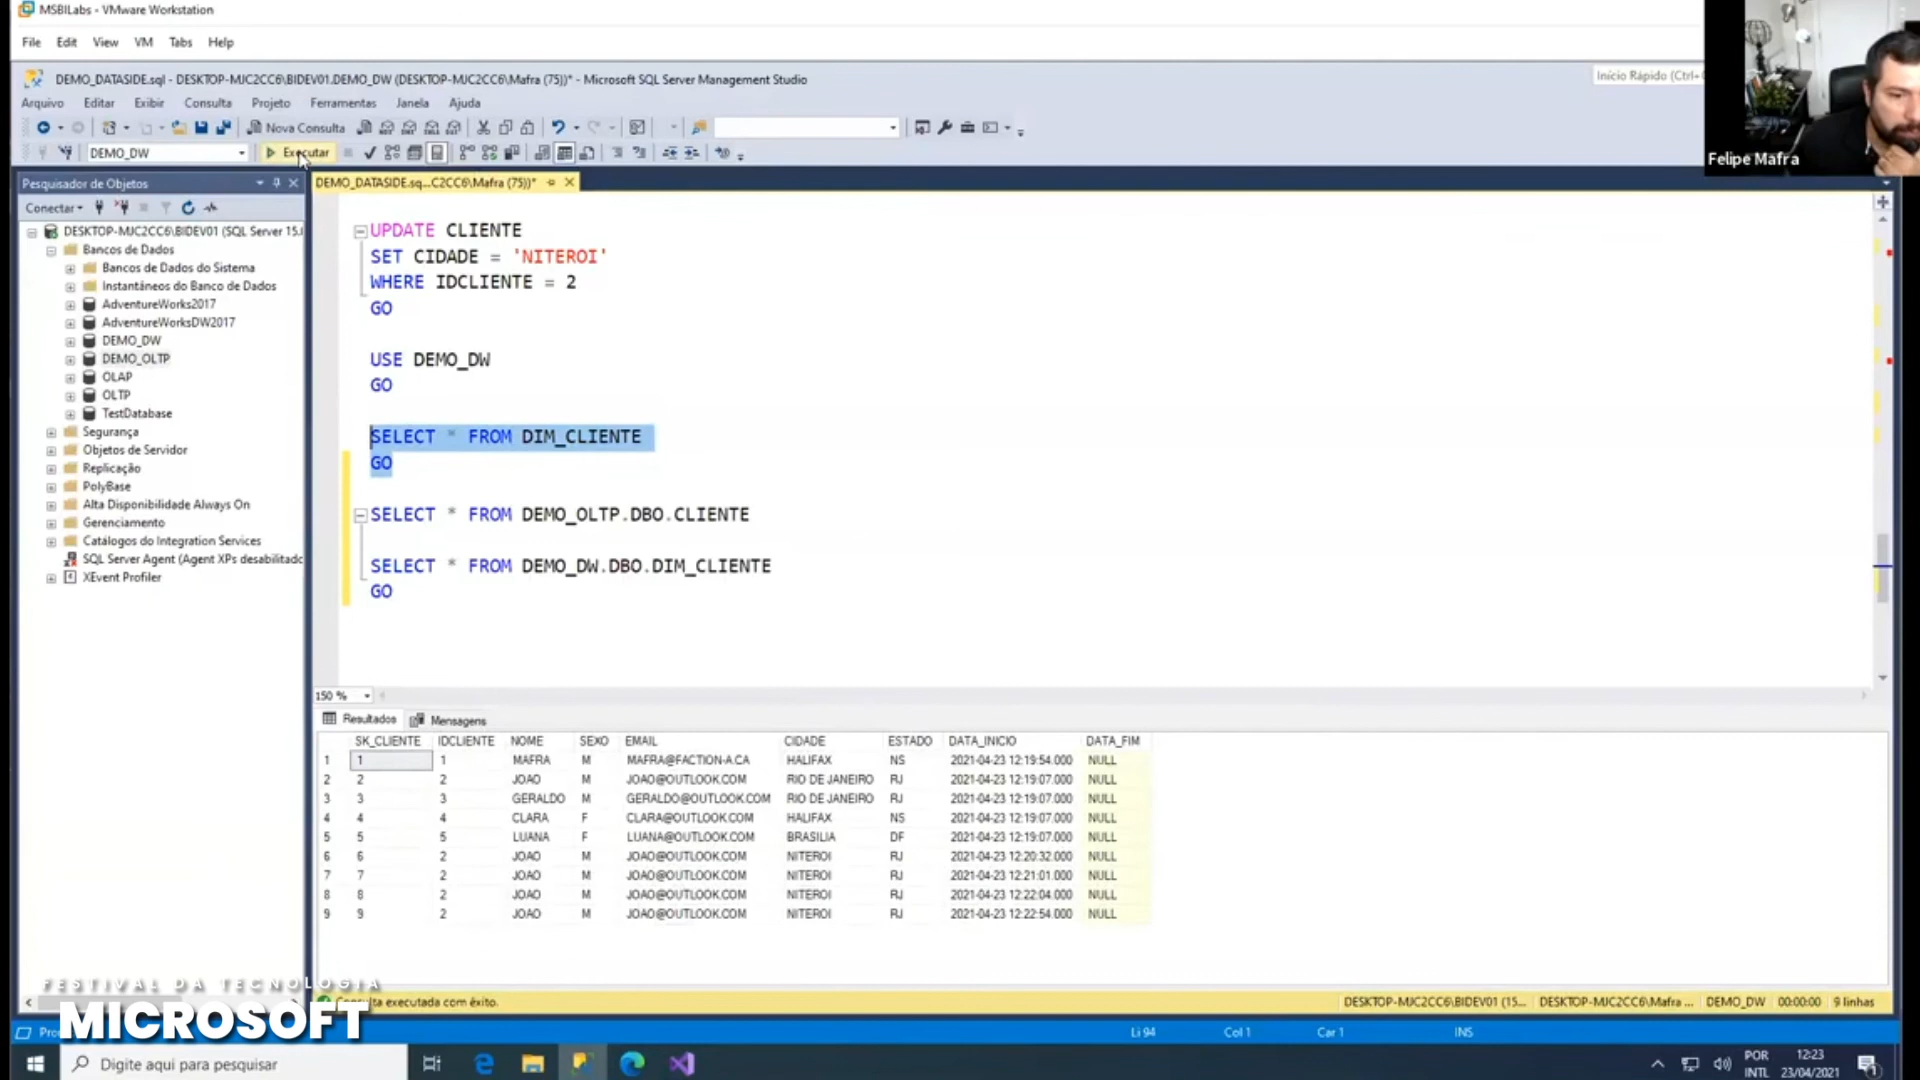 MSBILabs - VMware Workstation
File Edit View VM Tabs Help
DEMO_DATASIDE.sql - DESKTOP-MJC2CC6\BIDEV01.DEMO_DW (DESKTOP-MJC2CC6\Mafra (75))* - Microsoft SQL Server Management Studio
Início Rápido (Ctrl+
Arquivo Editar Exibir Consulta Projeto Ferramentas Janela Ajuda
Nova Consulta
DEMO_DW Executar
Felipe Mafra
Pesquisador de Objetos
DEMO_DATASIDE.sq...C2CC6\Mafra (75))*
Conectar
DESKTOP-MJC2CC6\BIDEV01 (SQL Server 15.
Bancos de Dados
Bancos de Dados do Sistema
Instantâneos do Banco de Dados
AdventureWorks2017
AdventureWorksDW2017
DEMO_DW
DEMO_OLTP
OLAP
OLTP
TestDatabase
Segurança
Objetos de Servidor
Replicação
PolyBase
Alta Disponibilidade Always On
Gerenciamento
Catálogos do Integration Services
SQL Server Agent (Agent XPs desabilitado
XEvent Profiler
UPDATE CLIENTE
SET CIDADE = 'NITEROI'
WHERE IDCLIENTE = 2
GO
USE DEMO_DW
GO
SELECT * FROM DIM_CLIENTE
GO
SELECT * FROM DEMO_OLTP.DBO.CLIENTE
SELECT * FROM DEMO_DW.DBO.DIM_CLIENTE
GO
150 %
Resultados Mensagens
SK_CLIENTE IDCLIENTE NOME SEXO EMAIL CIDADE ESTADO DATA_INICIO DATA_FIM
1 1 1 MAFRA M MAFRA@FACTION-A.CA HALIFAX NS 2021-04-23 12:19:54.000 NULL
2 2 2 JOAO M JOAO@OUTLOOK.COM RIO DE JANEIRO RJ 2021-04-23 12:19:07.000 NULL
3 3 3 GERALDO M GERALDO@OUTLOOK.COM RIO DE JANEIRO RJ 2021-04-23 12:19:07.000 NULL
4 4 4 CLARA F CLARA@OUTLOOK.COM HALIFAX NS 2021-04-23 12:19:07.000 NULL
5 5 5 LUANA F LUANA@OUTLOOK.COM BRASILIA DF 2021-04-23 12:19:07.000 NULL
6 6 2 JOAO M JOAO@OUTLOOK.COM NITEROI RJ 2021-04-23 12:20:32.000 NULL
7 7 2 JOAO M JOAO@OUTLOOK.COM NITEROI RJ 2021-04-23 12:21:01.000 NULL
8 8 2 JOAO M JOAO@OUTLOOK.COM NITEROI RJ 2021-04-23 12:22:04.000 NULL
9 9 2 JOAO M JOAO@OUTLOOK.COM NITEROI RJ 2021-04-23 12:22:54.000 NULL
FESTIVAL DA TECNOLOGIA
MICROSOFT
executada com êxito.
DESKTOP-MJC2CC6\BIDEV01 (15... DESKTOP-MJC2CC6\Mafra ... DEMO_DW 00:00:00 9 linhas
Li 94 Col 1 Car 1 INS
Digite aqui para pesquisar
POR
INTL
12:23
23/04/2021